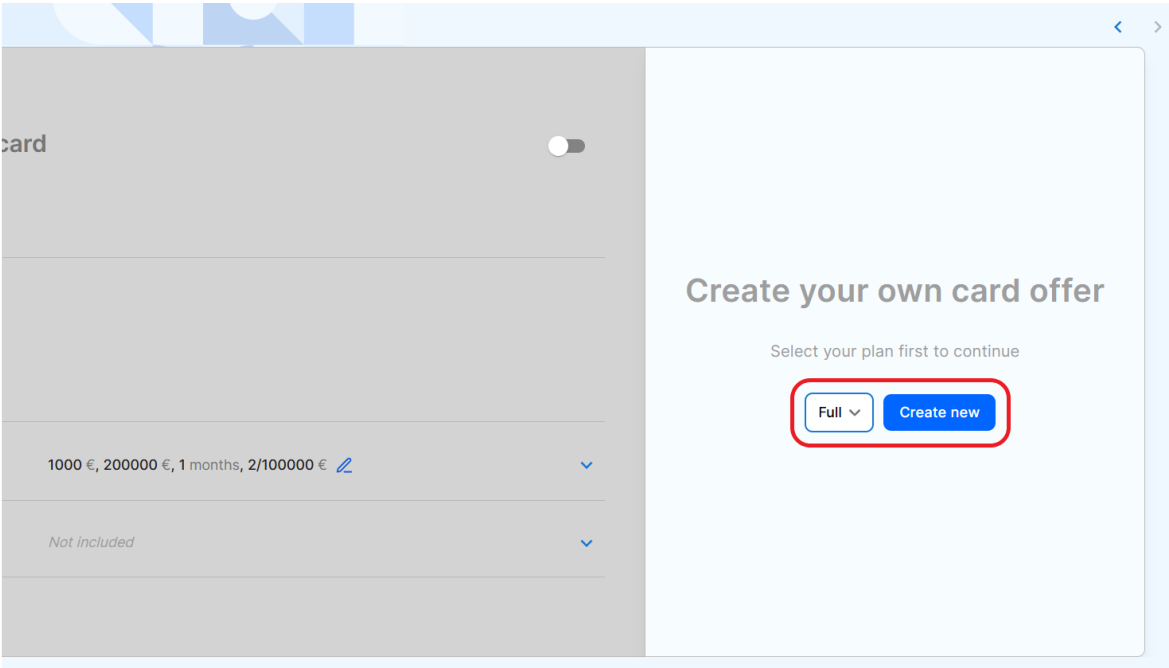 card
Create your own card offer
Select your plan first to continue
Full
Create new
1000 €, 200000 €, 1 months, 2/100000 €
Not included